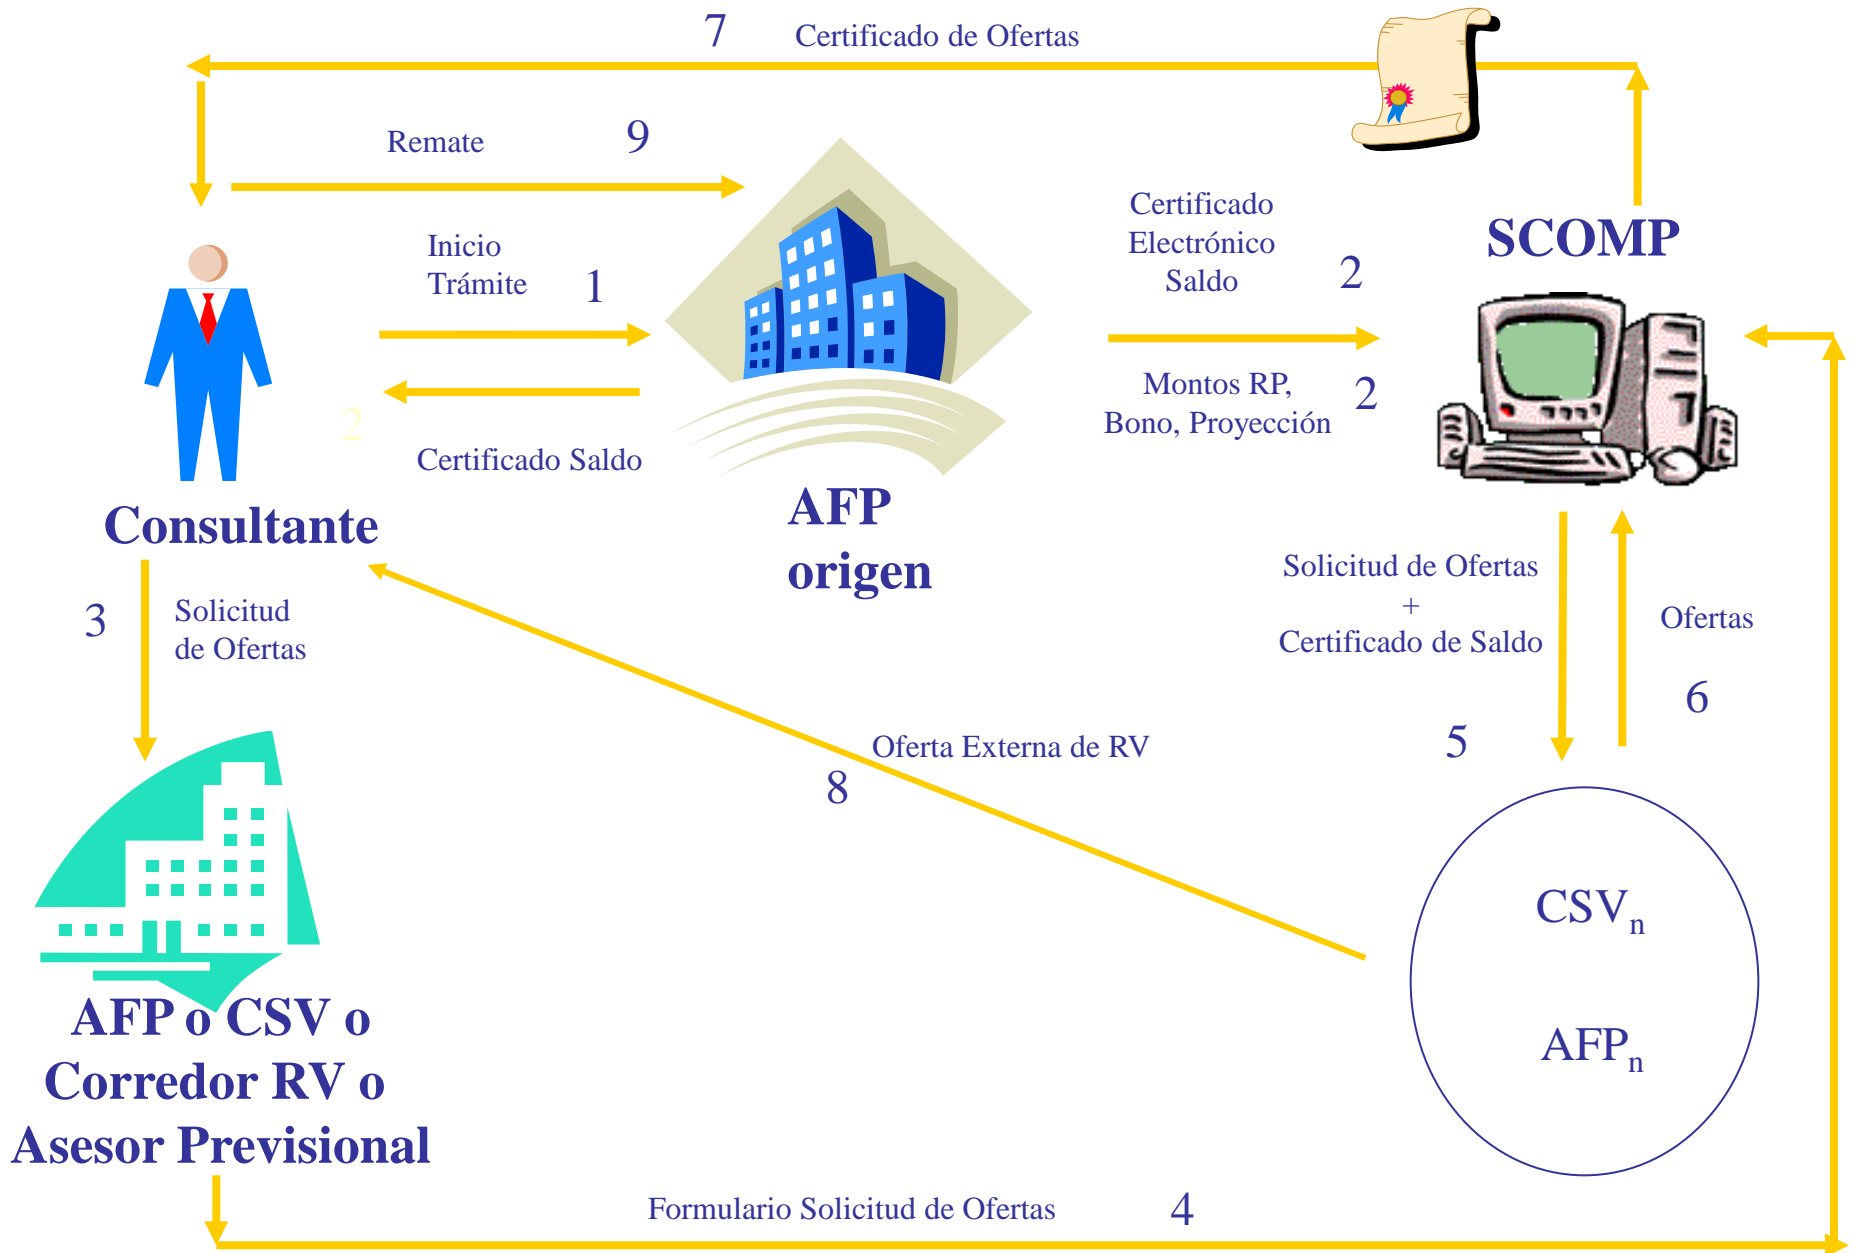 7 Certificado de Ofertas
Remate 9
Inicio
Trámite 1
Certificado
Electrónico
Saldo 2
SCOMP
2
Certificado Saldo
Montos RP,
Bono, Proyección 2
Consultante
AFP
origen
3 Solicitud
de Ofertas
Solicitud de Ofertas
+
Certificado de Saldo
5
Ofertas
6
Oferta Externa de RV
8
CSVn
AFPn
AFP o CSV o
Corredor RV o
Asesor Previsional
Formulario Solicitud de Ofertas 4